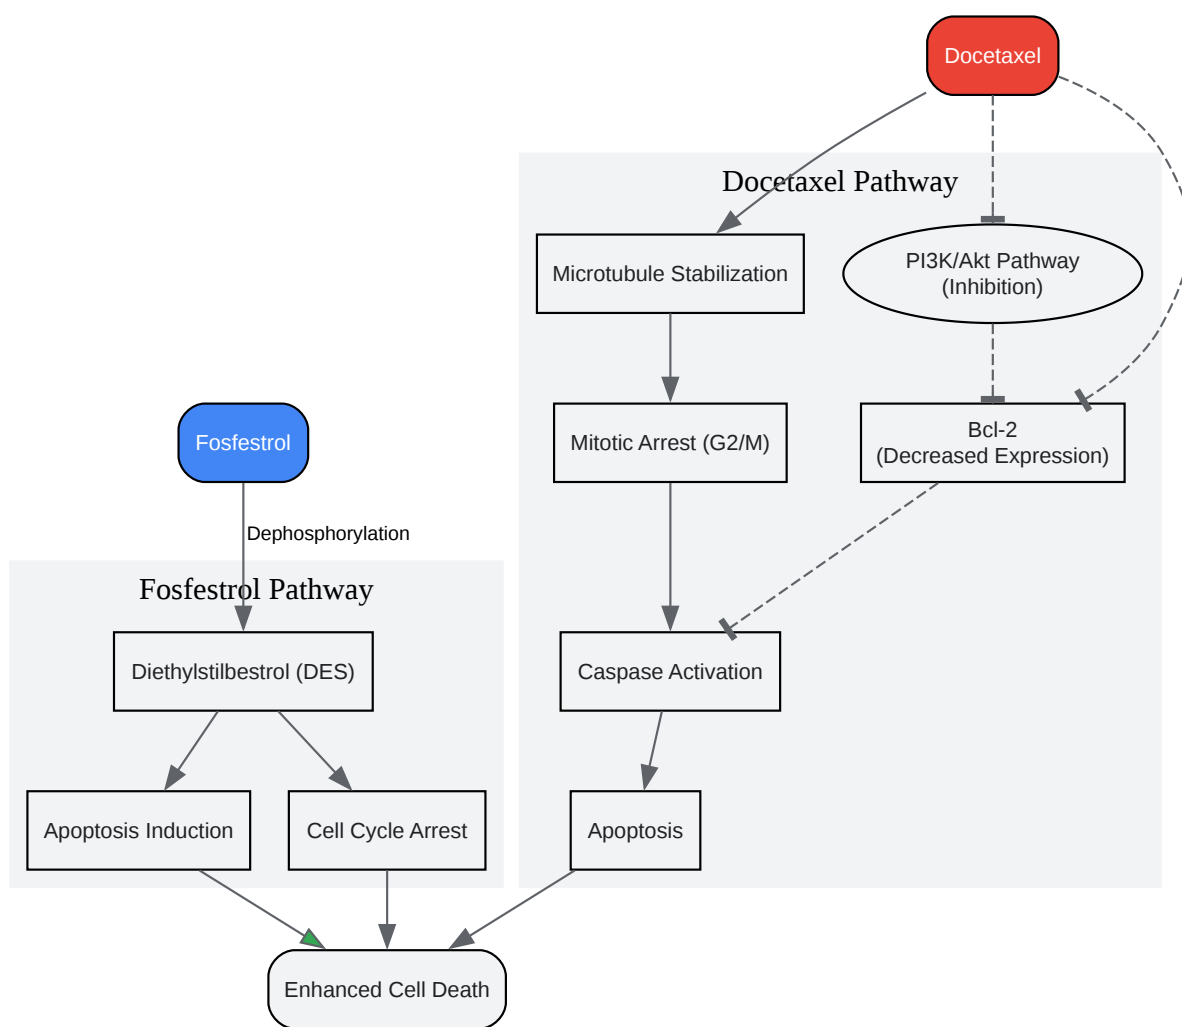 Docetaxel
Docetaxel Pathway
Microtubule Stabilization
PI3K/Akt Pathway
(Inhibition)
Fosfestrol
Mitotic Arrest (G2/M)
Bcl-2
(Decreased Expression)
Dephosphorylation
Fosfestrol Pathway
Diethylstilbestrol (DES)
Caspase Activation
Apoptosis Induction
Cell Cycle Arrest
Apoptosis
Enhanced Cell Death